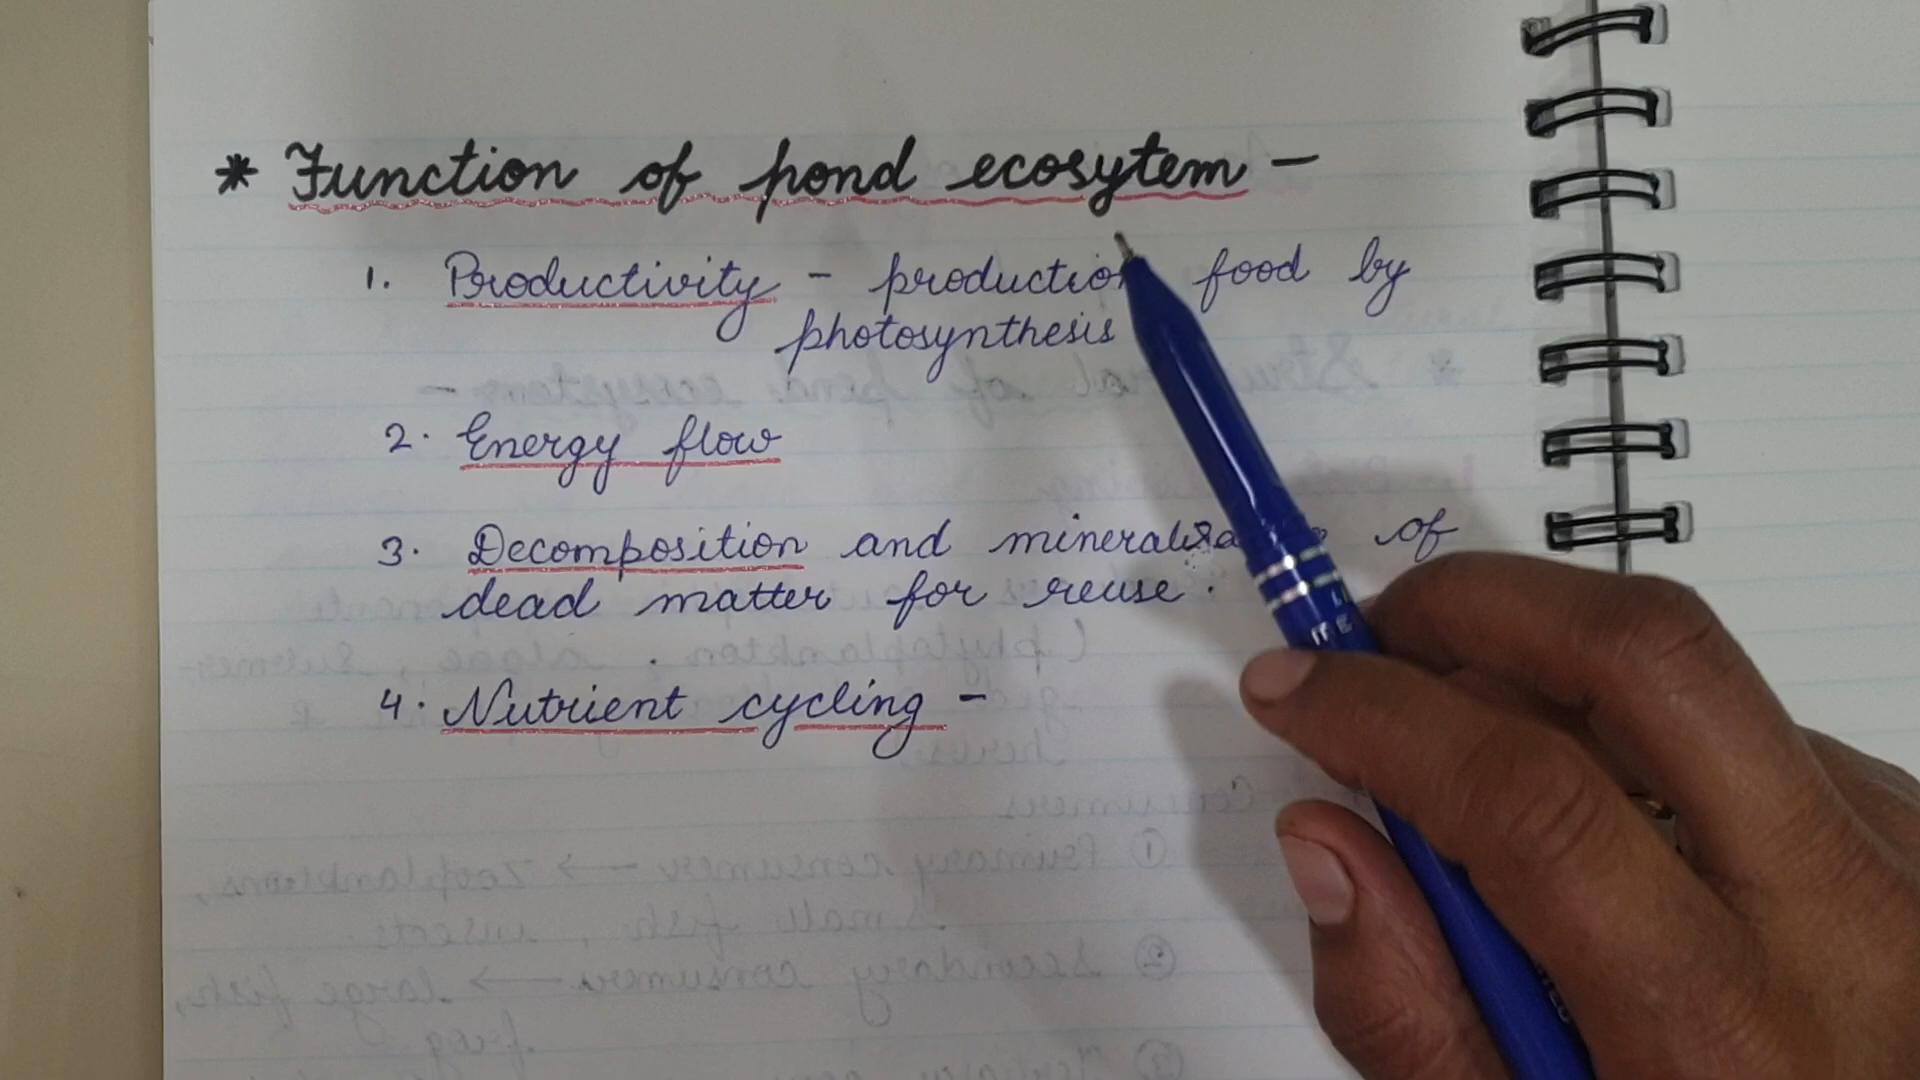 * Function of pond ecosytem -
1. Productivity - production food by
photosynthesis
2. Energy flow
3. Decomposition and of
dead matter for reuse.
4. Nutrient cycling -